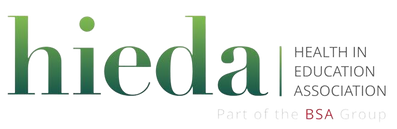 hieda
HEALTH IN
EDUCATION
ASSOCIATION
Part of the BSA Group